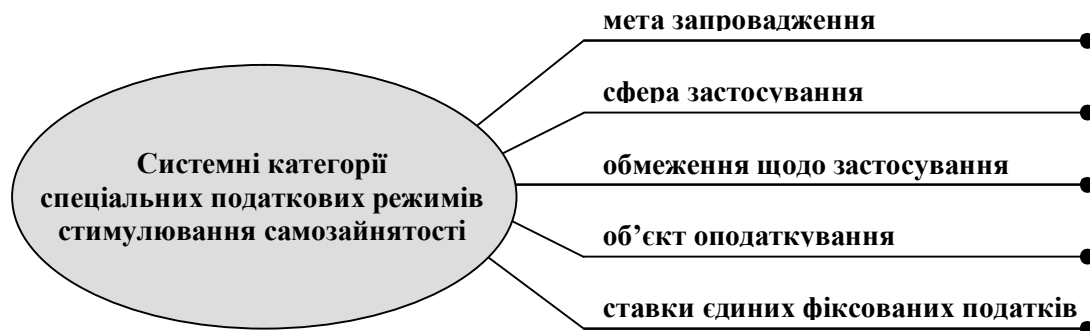 мета запровадження
сфера застосування
Системні категорії
спеціальних податкових режимів
стимулювання самозайнятості
обмеження щодо застосування
об’єкт оподаткування
ставки єдиних фіксованих податків